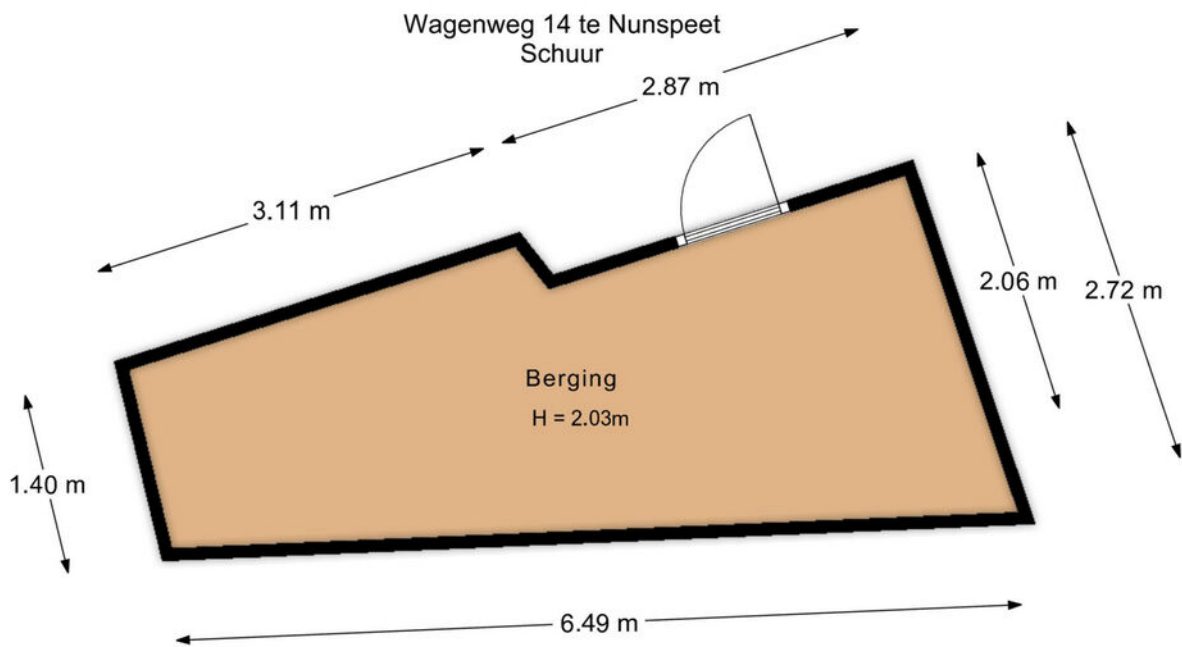 Wagenweg 14 te Nunspeet
Schuur
2.87 m
3.11 m
2.06 m
2.72 m
Berging
H = 2.03m
1.40 m
6.49 m